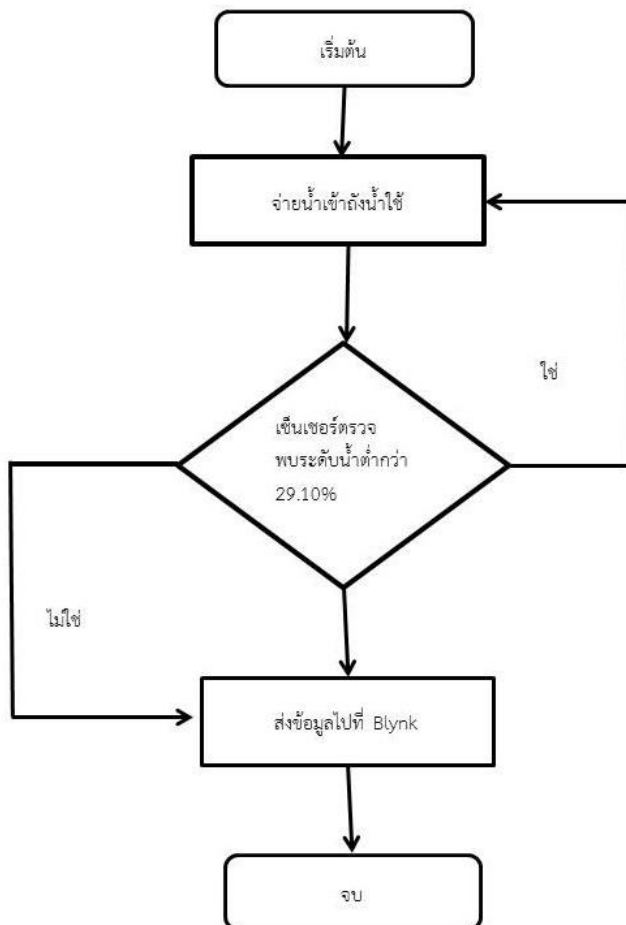 เริ่มต้น
จ่ายน้ำเข้าถังน้ำใช้
ใช่
เซ็นเซอร์ตรวจ
พบระดับน้ำต่ำกว่า
29.10%
ไม่ใช่
ส่งข้อมูลไปที่ Blynk
จบ